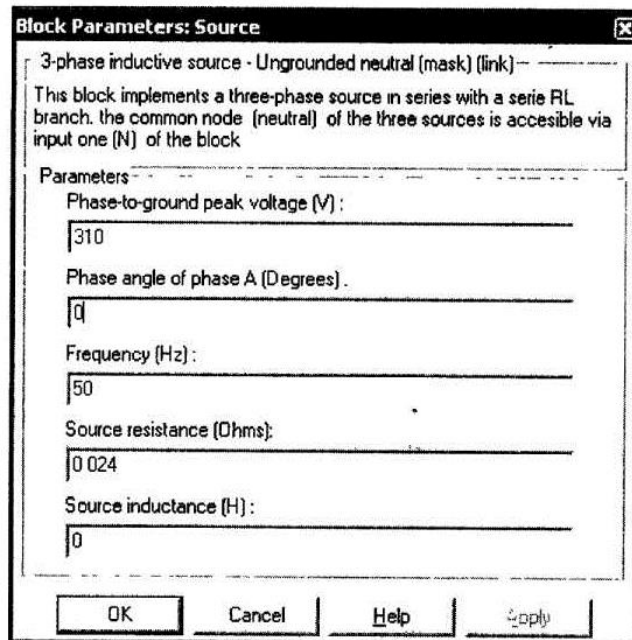 Block Parameters: Source
3-phase inductive source - Ungrounded neutral (mask) (link)
This block implements a three-phase source in series with a serie RL
branch. the common node (neutral) of the three sources is accesible via
input one (N) of the block
Parameters
Phase-to-ground peak voltage (V) :
310
Phase angle of phase A (Degrees) .
0
Frequency (Hz) :
50
Source resistance (Ohms):
0 024
Source inductance (H) :
0
OK Cancel Help Apply